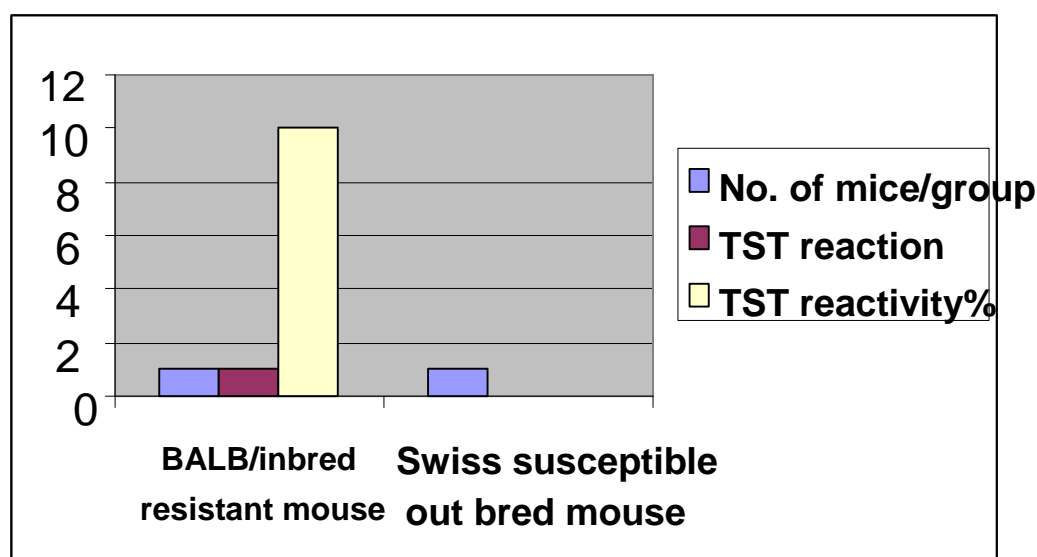 12
10
8
6
4
2
0
No. of mice/group
TST reaction
TST reactivity%
BALB/inbred
resistant mouse
Swiss susceptible
out bred mouse